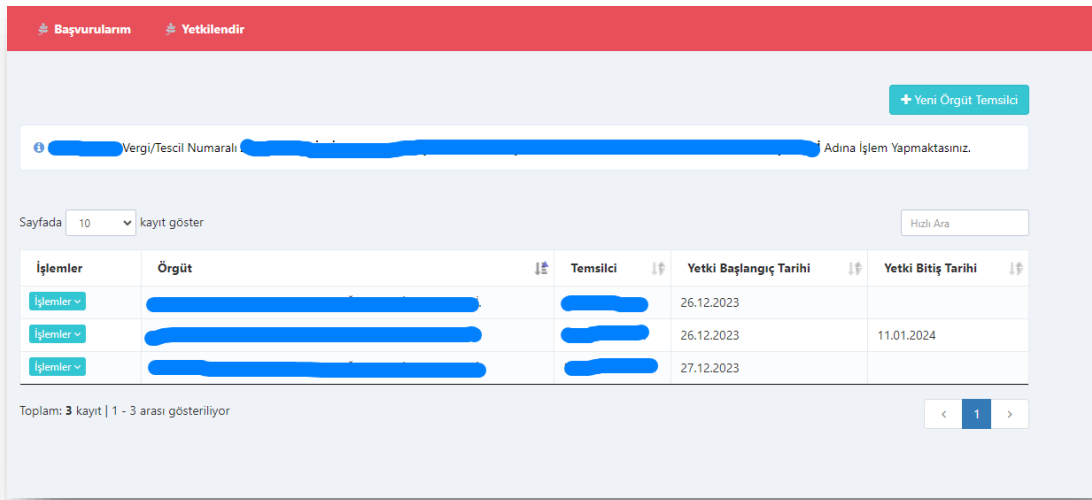 Başvurularım Yetkilendir
+ Yeni Örgüt Temsilci
Vergi/Tescil Numaralı Adına İşlem Yapmaktasınız.
Sayfada 10 kayıt göster Hızlı Ara
İşlemler Örgüt Temsilci Yetki Başlangıç Tarihi Yetki Bitiş Tarihi
İşlemler 26.12.2023
İşlemler 26.12.2023 11.01.2024
İşlemler 27.12.2023
Toplam: 3 kayıt | 1 - 3 arası gösteriliyor < 1 >